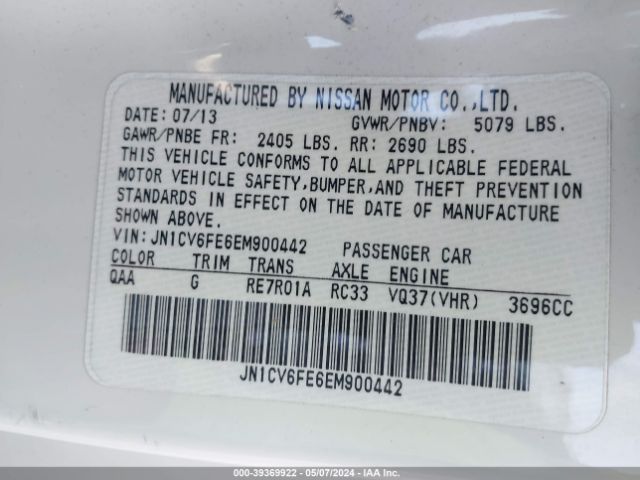 MANUFACTURED BY NISSAN MOTOR CO.,LTD.
DATE: 07/13 GVWR/PNBV: 5079 LBS.
GAWR/PNBE FR: 2405 LBS. RR: 2690 LBS.
THIS VEHICLE CONFORMS TO ALL APPLICABLE FEDERAL
MOTOR VEHICLE SAFETY,BUMPER,AND THEFT PREVENTION
STANDARDS IN EFFECT ON THE DATE OF MANUFACTURE
SHOWN ABOVE.
VIN:JN1CV6FE6EM900442 PASSENGER CAR
COLOR TRIM TRANS AXLE ENGINE
QAA G RE7R01A RC33 VQ37(VHR) 3696CC
JN1CV6FE6EM900442
000-39369922 - 05/07/2024 - IAA Inc.